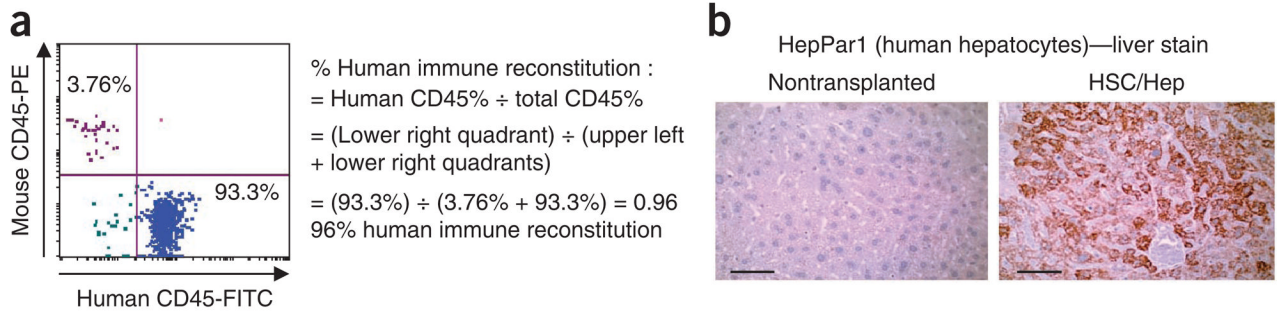 a
Mouse CD45-PE
3.76%
93.3%
Human CD45-FITC
% Human immune reconstitution :
= Human CD45% ÷ total CD45%
= (Lower right quadrant) ÷ (upper left
+ lower right quadrants)
= (93.3%) ÷ (3.76% + 93.3%) = 0.96
96% human immune reconstitution
b
HepPar1 (human hepatocytes)—liver stain
Nontransplanted
HSC/Hep